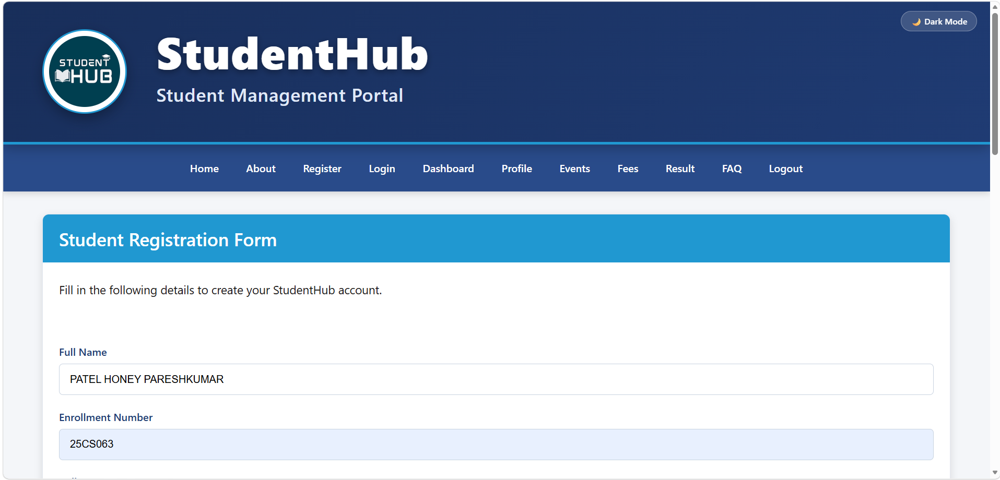 Dark Mode
STUDENT
HUB
StudentHub
Student Management Portal
Home About Register Login Dashboard Profile Events Fees Result FAQ Logout
Student Registration Form
Fill in the following details to create your StudentHub account.
Full Name
PATEL HONEY PARESHKUMAR
Enrollment Number
25CS063